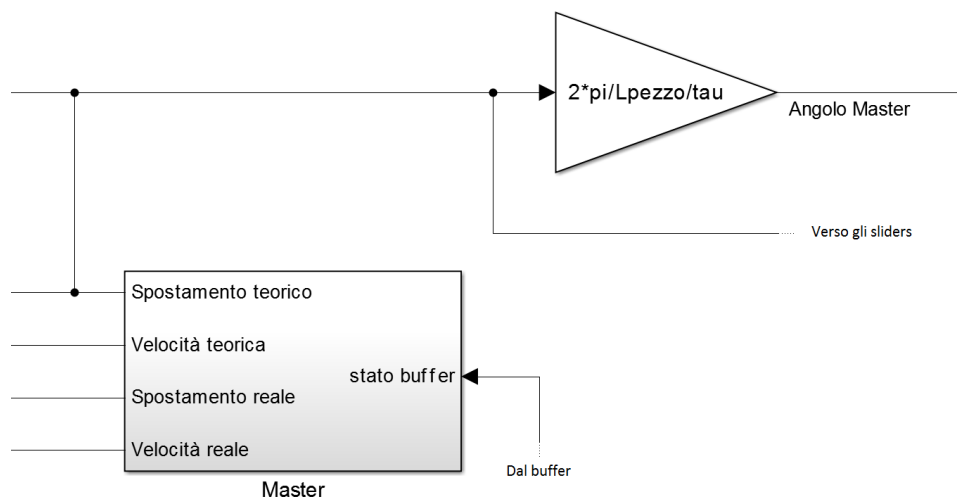 2*pi/Lpezzo/tau
Angolo Master
Verso gli sliders
Spostamento teorico
Velocità teorica
stato buffer
Spostamento reale
Velocità reale
Dal buffer
Master